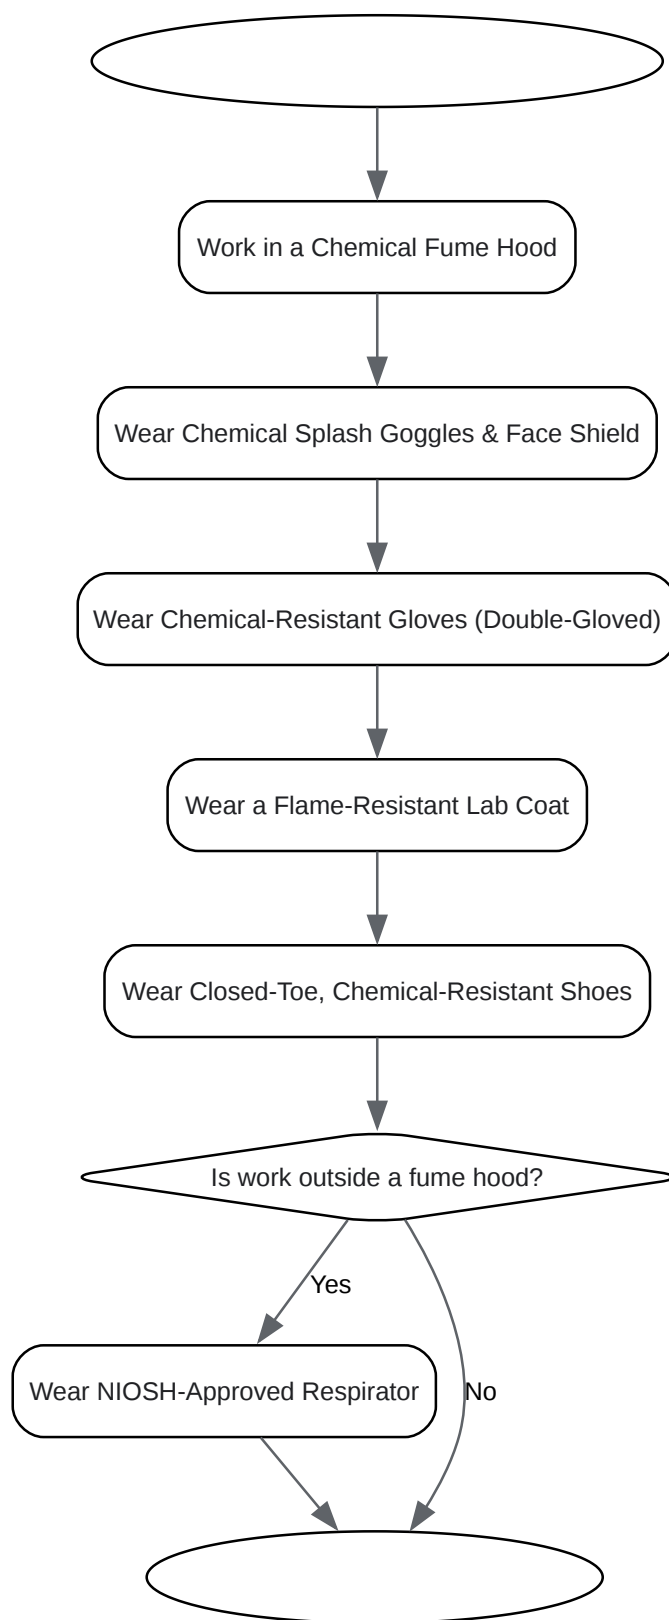 Work in a Chemical Fume Hood
Wear Chemical Splash Goggles & Face Shield
Wear Chemical-Resistant Gloves (Double-Gloved)
Wear a Flame-Resistant Lab Coat
Wear Closed-Toe, Chemical-Resistant Shoes
Is work outside a fume hood?
Yes
Wear NIOSH-Approved Respirator
No